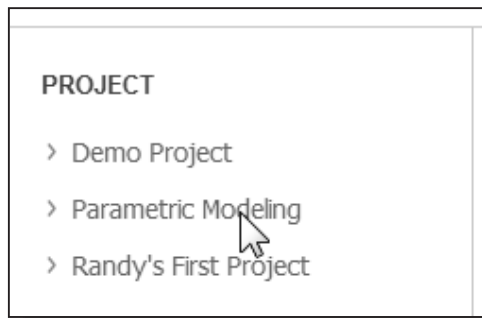 PROJECT
Demo Project
Parametric Modeling
Randy's First Project